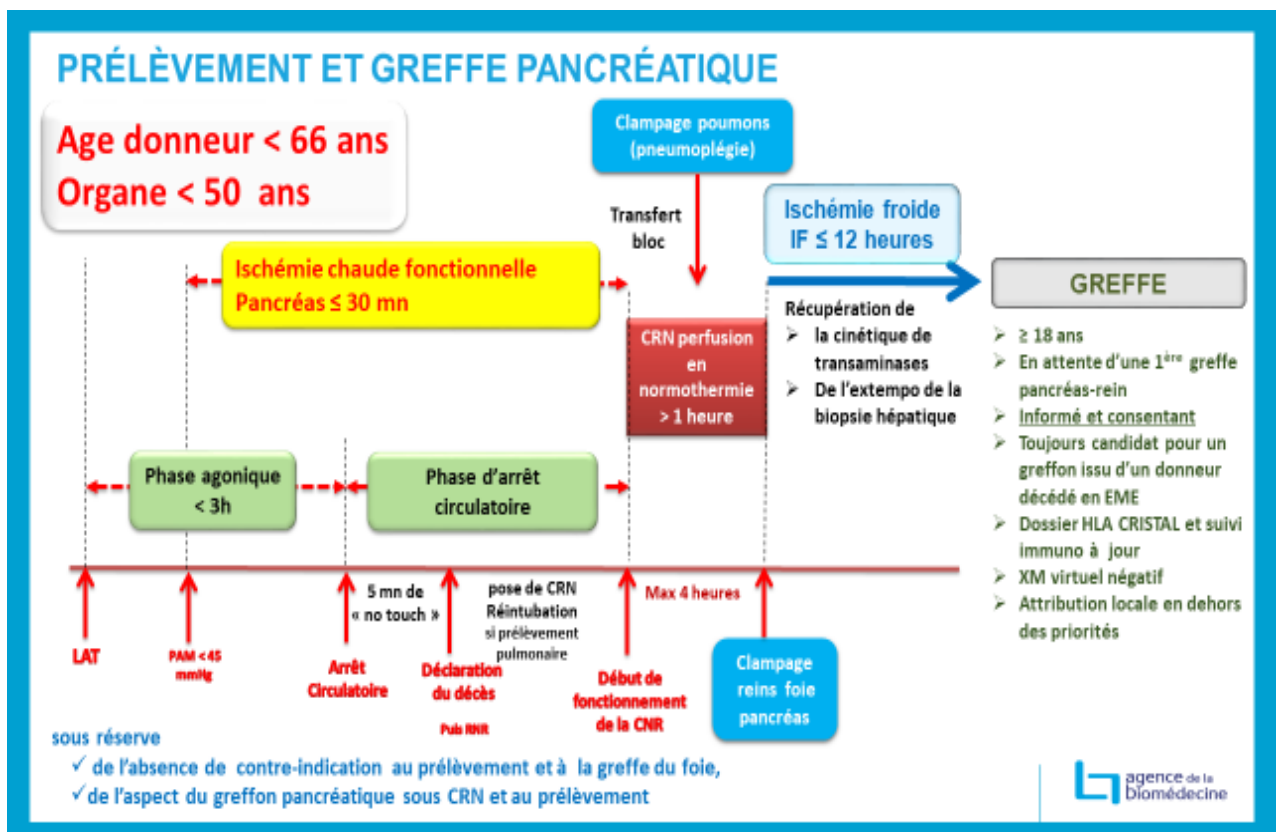 PRÉLÈVEMENT ET GREFFE PANCRÉATIQUE
Age donneur < 66 ans
Organe < 50 ans
Clampage poumons
(pneumoplégie)
Transfert
bloc
Ischémie froide
IF ≤ 12 heures
Ischémie chaude fonctionnelle
Pancréas ≤ 30 mn
CRN perfusion
en
normothermie
> 1 heure
Récupération de
➢ la cinétique de
transaminases
➢ De l'extempo de la
biopsie hépatique
GREFFE
➢ ≥ 18 ans
➢ En attente d'une 1ère greffe
pancréas-rein
➢ Informé et consentant
➢ Toujours candidat pour un
greffon issu d'un donneur
décédé en EME
➢ Dossier HLA CRISTAL et suivi
immuno à jour
➢ XM virtuel négatif
➢ Attribution locale en dehors
des priorités
Phase agonique
< 3h
Phase d'arrêt
circulatoire
LAT
PAM < 45
mmHg
Arrêt
Circulatoire
5 mn de
« no touch »
Déclaration
du décès
Puis RNR
pose de CRN
Réintubation
si prélèvement
pulmonaire
Début de
fonctionnement
de la CNR
Max 4 heures
Clampage
reins foie
pancréas
sous réserve
✓ de l'absence de contre-indication au prélèvement et à la greffe du foie,
✓ de l'aspect du greffon pancréatique sous CRN et au prélèvement
agence de la
biomédecine